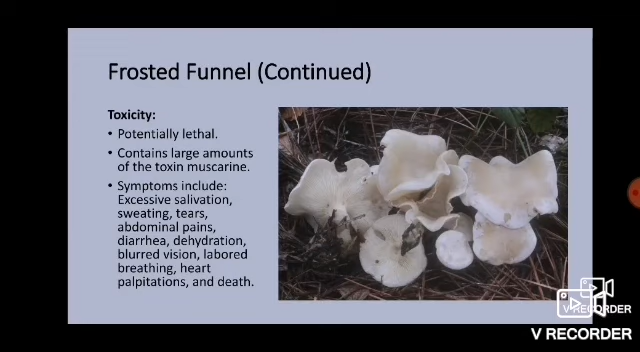 Frosted Funnel (Continued)
Toxicity:
• Potentially lethal.
• Contains large amounts
of the toxin muscarine.
• Symptoms include:
Excessive salivation,
sweating, tears,
abdominal pains,
diarrhea, dehydration,
blurred vision, labored
breathing, heart
palpitations, and death.
V RECORDER
V RECORDER